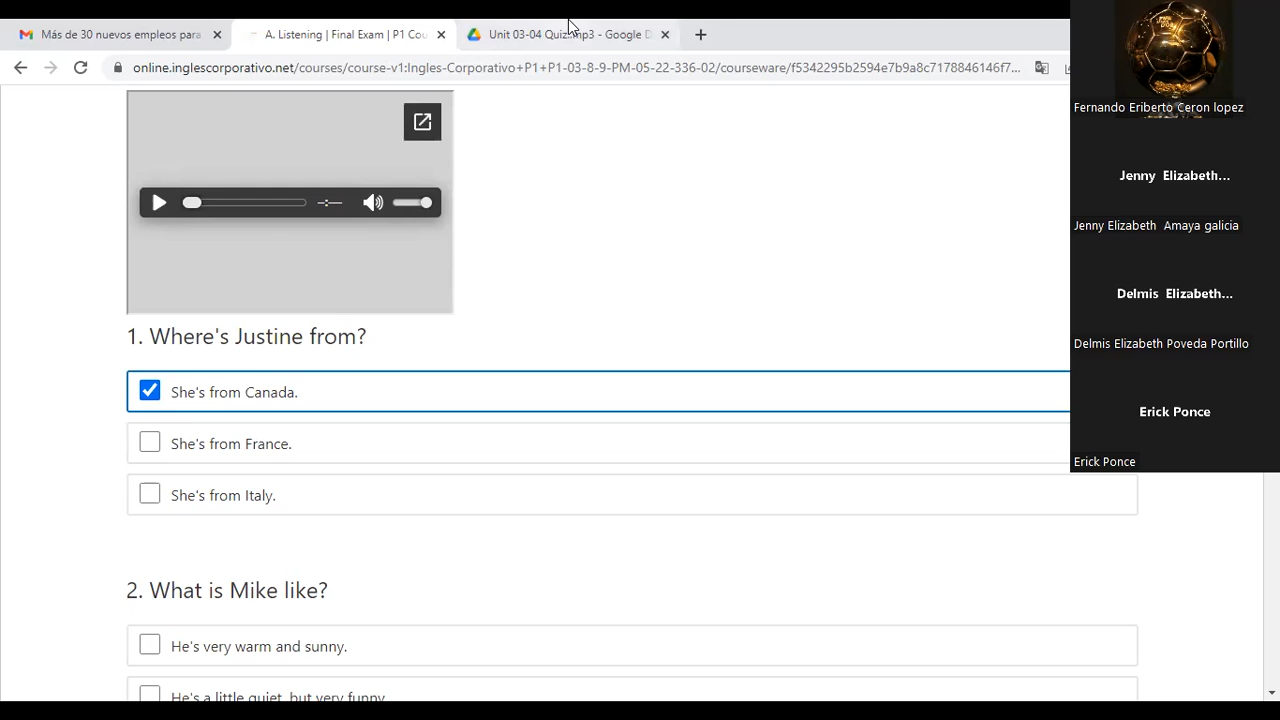 Más de 30 nuevos empleos para
A. Listening | Final Exam | P1 Cou
Unit 03-04 Quiz.mp3 - Google D
online.inglescorporativo.net/courses/course-v1:Ingles-Corporativo+P1+P1-03-8-9-PM-05-22-336-02/courseware/f5342295b2594e7b9a8c7178846146f7...
Fernando Eriberto Ceron lopez
Jenny Elizabeth...
Jenny Elizabeth Amaya galicia
Delmis Elizabeth...
Delmis Elizabeth Poveda Portillo
Erick Ponce
Erick Ponce
1. Where's Justine from?
She's from Canada.
She's from France.
She's from Italy.
2. What is Mike like?
He's very warm and sunny.
He's a little quiet, but very funny